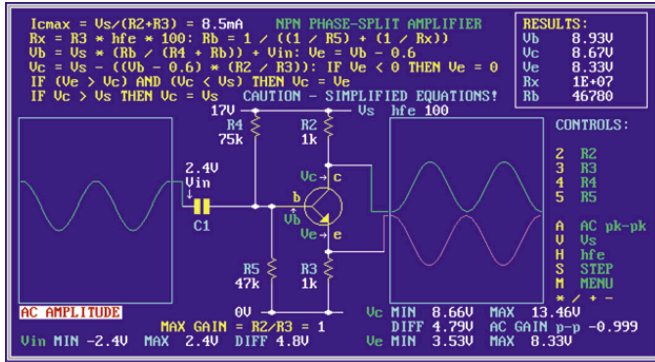 Icmax = Vs/(R2+R3) = 8.5mA NPN PHASE-SPLIT AMPLIFIER
Rx = R3 * hfe * 100: Rb = 1 / ((1 / R5) + (1 / Rx))
Vb = Vs * (Rb / (R4 + Rb)) + Vin: Ve = Vb - 0.6
Vc = Vs - ((Vb - 0.6) * (R2 / R3)): IF Ve < 0 THEN Ve = 0
IF (Ve > Vc) AND (Vc < Vs) THEN Vc = Ve
IF Vc > Vs THEN Vc = Vs CAUTION - SIMPLIFIED EQUATIONS!
RESULTS:
Vb 8.93V
Vc 8.67V
Ve 8.33V
Rx 1E+07
Rb 46780
17V Vs hfe 100
R4
75k
R2
1k
2.4V
Vin
↓
C1
Vc→ c
b
↑
Vb
Ve→ e
R5
47k
R3
1k
0V
CONTROLS:
2 R2
3 R3
4 R4
5 R5
A AC pk-pk
V Vs
H hfe
S STEP
M MENU
* / + -
AC AMPLITUDE
MAX GAIN = R2/R3 = 1
Vin MIN -2.4V MAX 2.4V DIFF 4.8V
Vc MIN 8.66V MAX 13.46V
DIFF 4.79V AC GAIN p-p -0.999
Ve MIN 3.53V MAX 8.33V